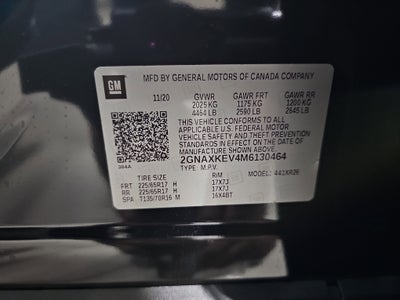 GM
MFD BY GENERAL MOTORS OF CANADA COMPANY
11/20 GVWR GAWR FRT GAWR RR
2025 KG 1175 KG 1200 KG
4464 LB 2590 LB 2645 LB
THIS VEHICLE CONFORMS TO ALL
APPLICABLE U.S. FEDERAL MOTOR
VEHICLE SAFETY AND THEFT PREVENTION
STANDARDS IN EFFECT ON THE DATE
OF MANUFACTURE SHOWN ABOVE.
384A 2GNAXKEV4M6130464
TYPE: M.P.V. MODEL: 441XR26
TIRE SIZE RIM
FRT 225/65R17 H 17X7J
RR 225/65R17 H 17X7J
SPA T135/70R16 M 16X4BT